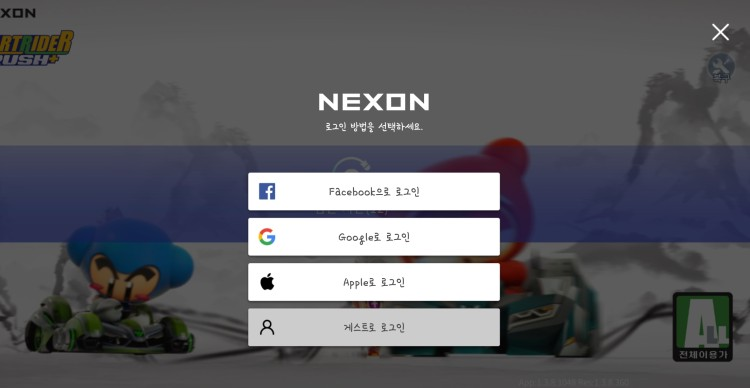 NEXON
RTRIDER
RUSH+
NEXON
로그인 방법을 선택하세요.
Facebook으로 로그인
Google로 로그인
Apple로 로그인
게스트로 로그인
전체이용가